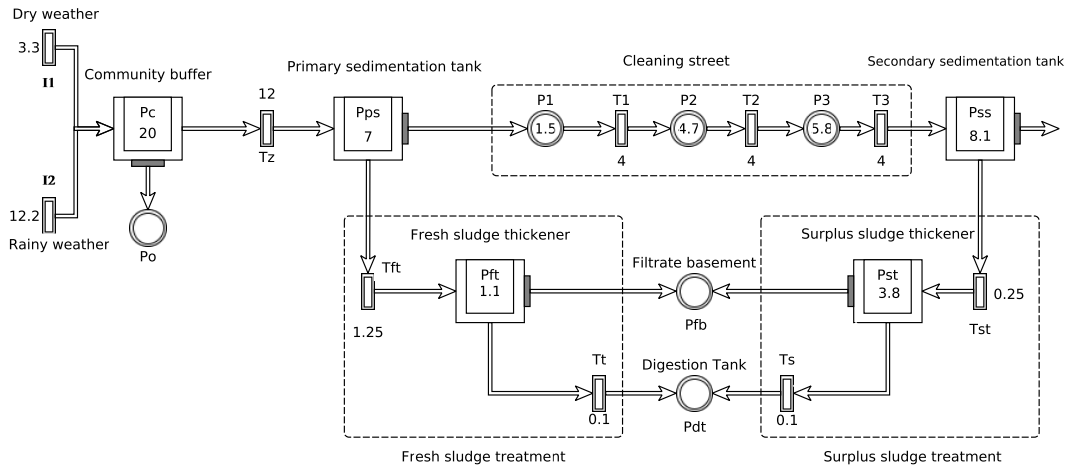 Dry weather
3.3
I1
Community buffer
Pc
20
I2
12.2
Rainy weather
Po
12
Tz
Primary sedimentation tank
Pps
7
Cleaning street
P1
1.5
T1
4
P2
4.7
T2
4
P3
5.8
T3
4
Secondary sedimentation tank
Pss
8.1
Fresh sludge thickener
Tft
1.25
Pft
1.1
Tt
0.1
Fresh sludge treatment
Filtrate basement
Pfb
Digestion Tank
Pdt
Surplus sludge thickener
Pst
3.8
0.25
Tst
Ts
0.1
Surplus sludge treatment